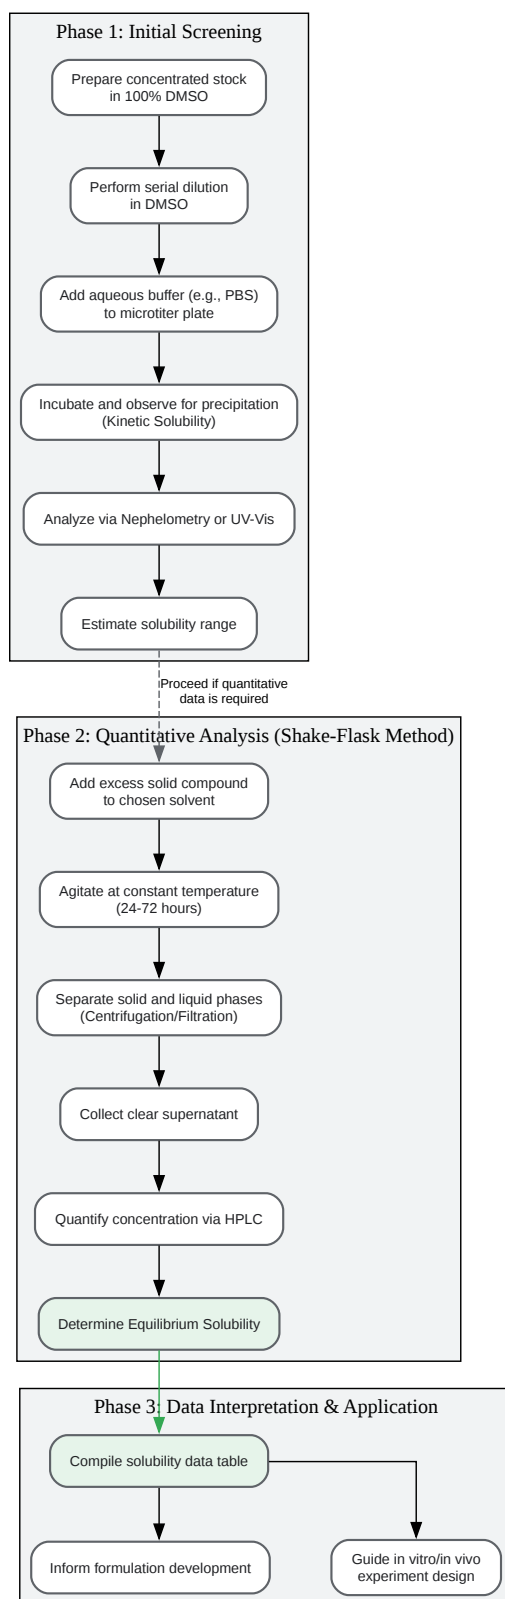 Phase 1: Initial Screening
Prepare concentrated stock
in 100% DMSO
Perform serial dilution
in DMSO
Add aqueous buffer (e.g., PBS)
to microtiter plate
Incubate and observe for precipitation
(Kinetic Solubility)
Analyze via Nephelometry or UV-Vis
Estimate solubility range
Proceed if quantitative
data is required
Phase 2: Quantitative Analysis (Shake-Flask Method)
Add excess solid compound
to chosen solvent
Agitate at constant temperature
(24-72 hours)
Separate solid and liquid phases
(Centrifugation/Filtration)
Collect clear supernatant
Quantify concentration via HPLC
Determine Equilibrium Solubility
Phase 3: Data Interpretation & Application
Compile solubility data table
Inform formulation development
Guide in vitro/in vivo
experiment design